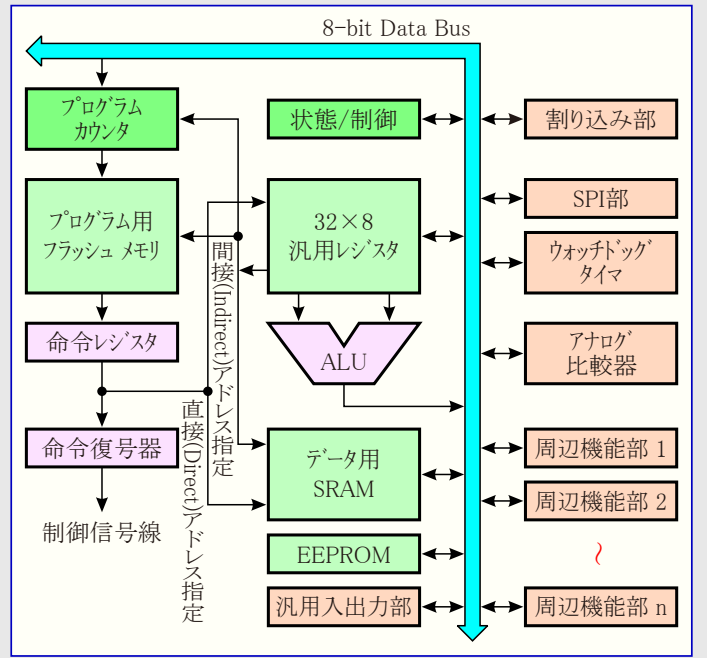 8-bit Data Bus
プログラム
カウンタ
プログラム用
フラッシュ メモリ
命令レジスタ
命令復号器
制御信号線
間接(Indirect)アドレス指定
直接(Direct)アドレス指定
状態/制御
32×8
汎用レジスタ
ALU
データ用
SRAM
EEPROM
汎用入出力部
割り込み部
SPI部
ウォッチドッグ
タイマ
アナログ
比較器
周辺機能部 1
周辺機能部 2
~
周辺機能部 n